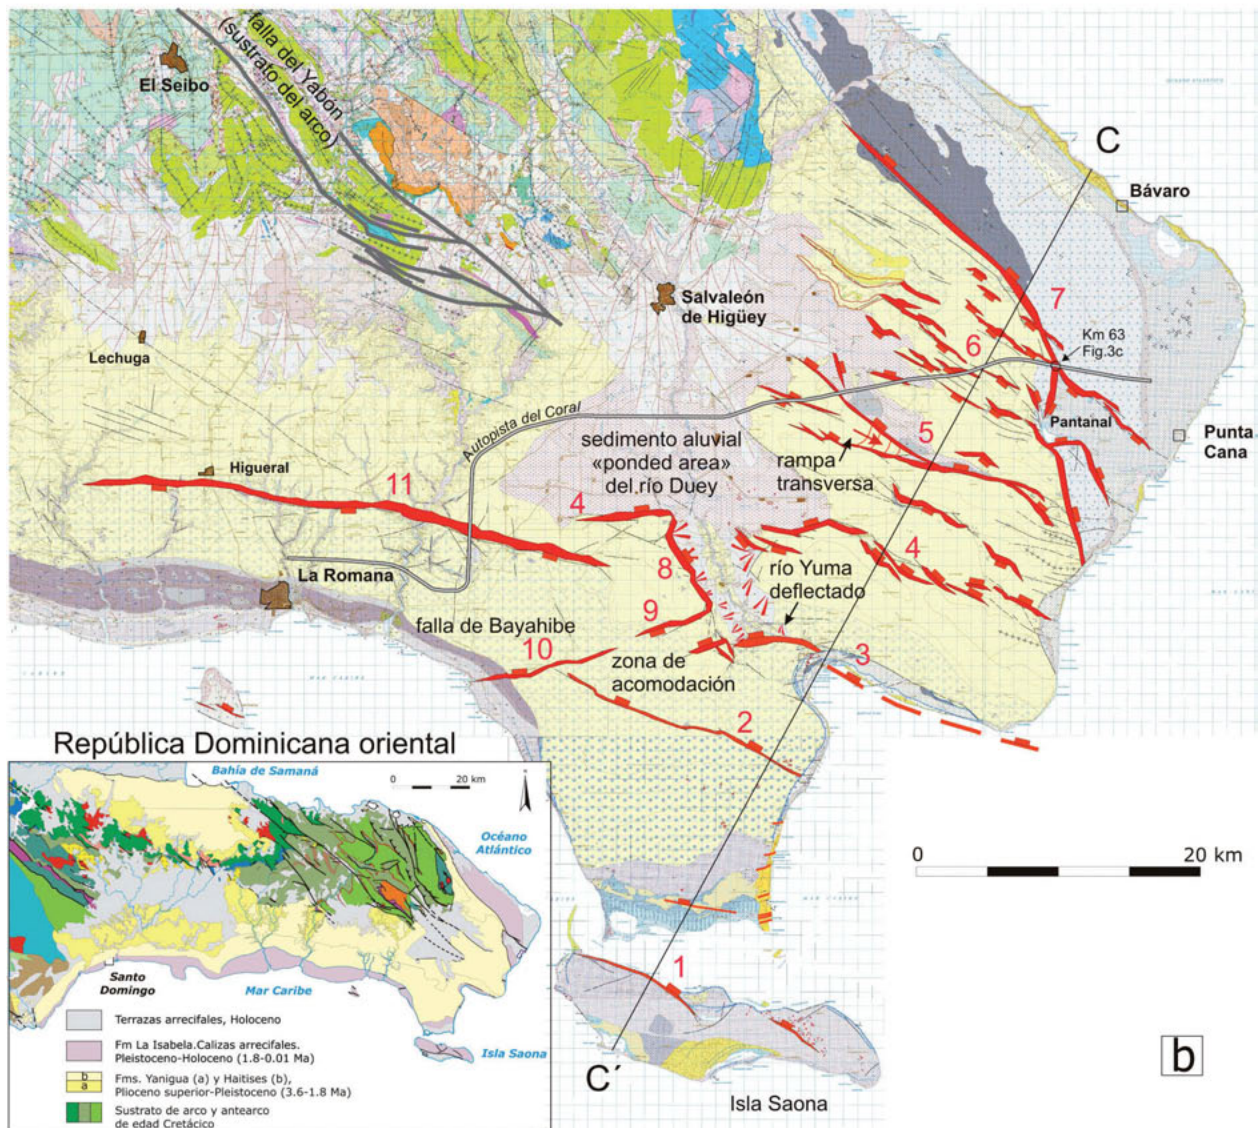 falla del Yabón
(sustrato del arco)
El Seibo
C
Bávaro
Salvaleón
de Higüey
7
Km 63
Fig.3c
6
Lechuga
Autopista del Coral
Pantanal
Punta
Cana
sedimento aluvial
«ponded area»
del río Duey
5
rampa
transversa
Higueral
11
4
4
8
río Yuma
deflectado
La Romana
9
falla de Bayahibe
10
zona de
acomodación
3
MAR CARIBE
2
República Dominicana oriental
Bahía de Samaná
0 20 km
N
Océano
Atlántico
Santo
Domingo
Mar Caribe
Isla Saona
Terrazas arrecifales, Holoceno
Fm La Isabela.Calizas arrecifales.
Pleistoceno-Holoceno (1.8-0.01 Ma)
b
a
Fms. Yanigua (a) y Haitises (b),
Plioceno superior-Pleistoceno (3.6-1.8 Ma)
Sustrato de arco y antearco
de edad Cretácico
0 20 km
1
C´
Isla Saona
b